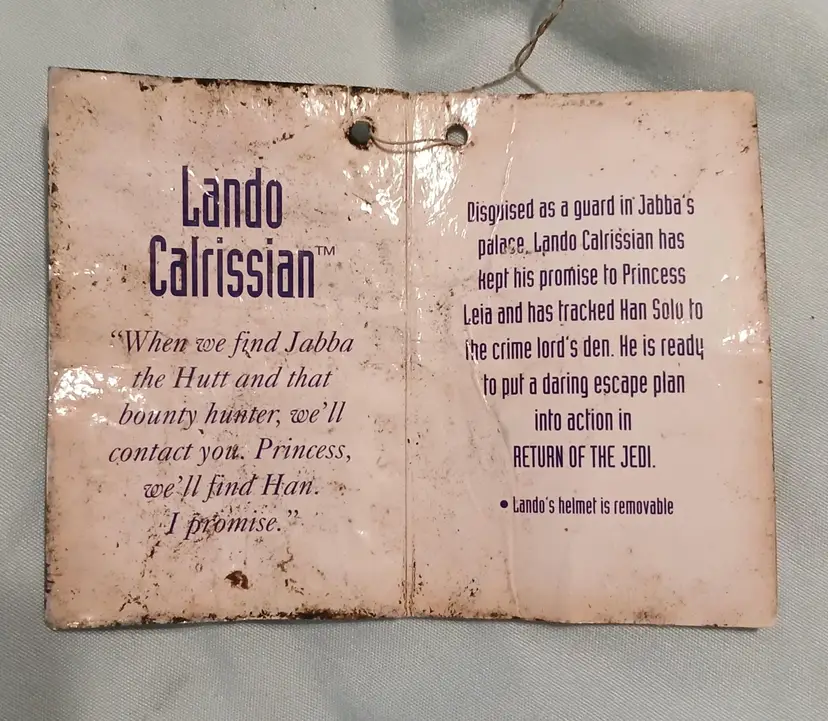 Lando
Calrissian™
“When we find Jabba
the Hutt and that
bounty hunter, we’ll
contact you. Princess,
we’ll find Han.
I promise.”
Disguised as a guard in Jabba’s
palace, Lando Calrissian has
kept his promise to Princess
Leia and has tracked Han Solo to
the crime lord’s den. He is ready
to put a daring escape plan
into action in
RETURN OF THE JEDI.
• Lando’s helmet is removable